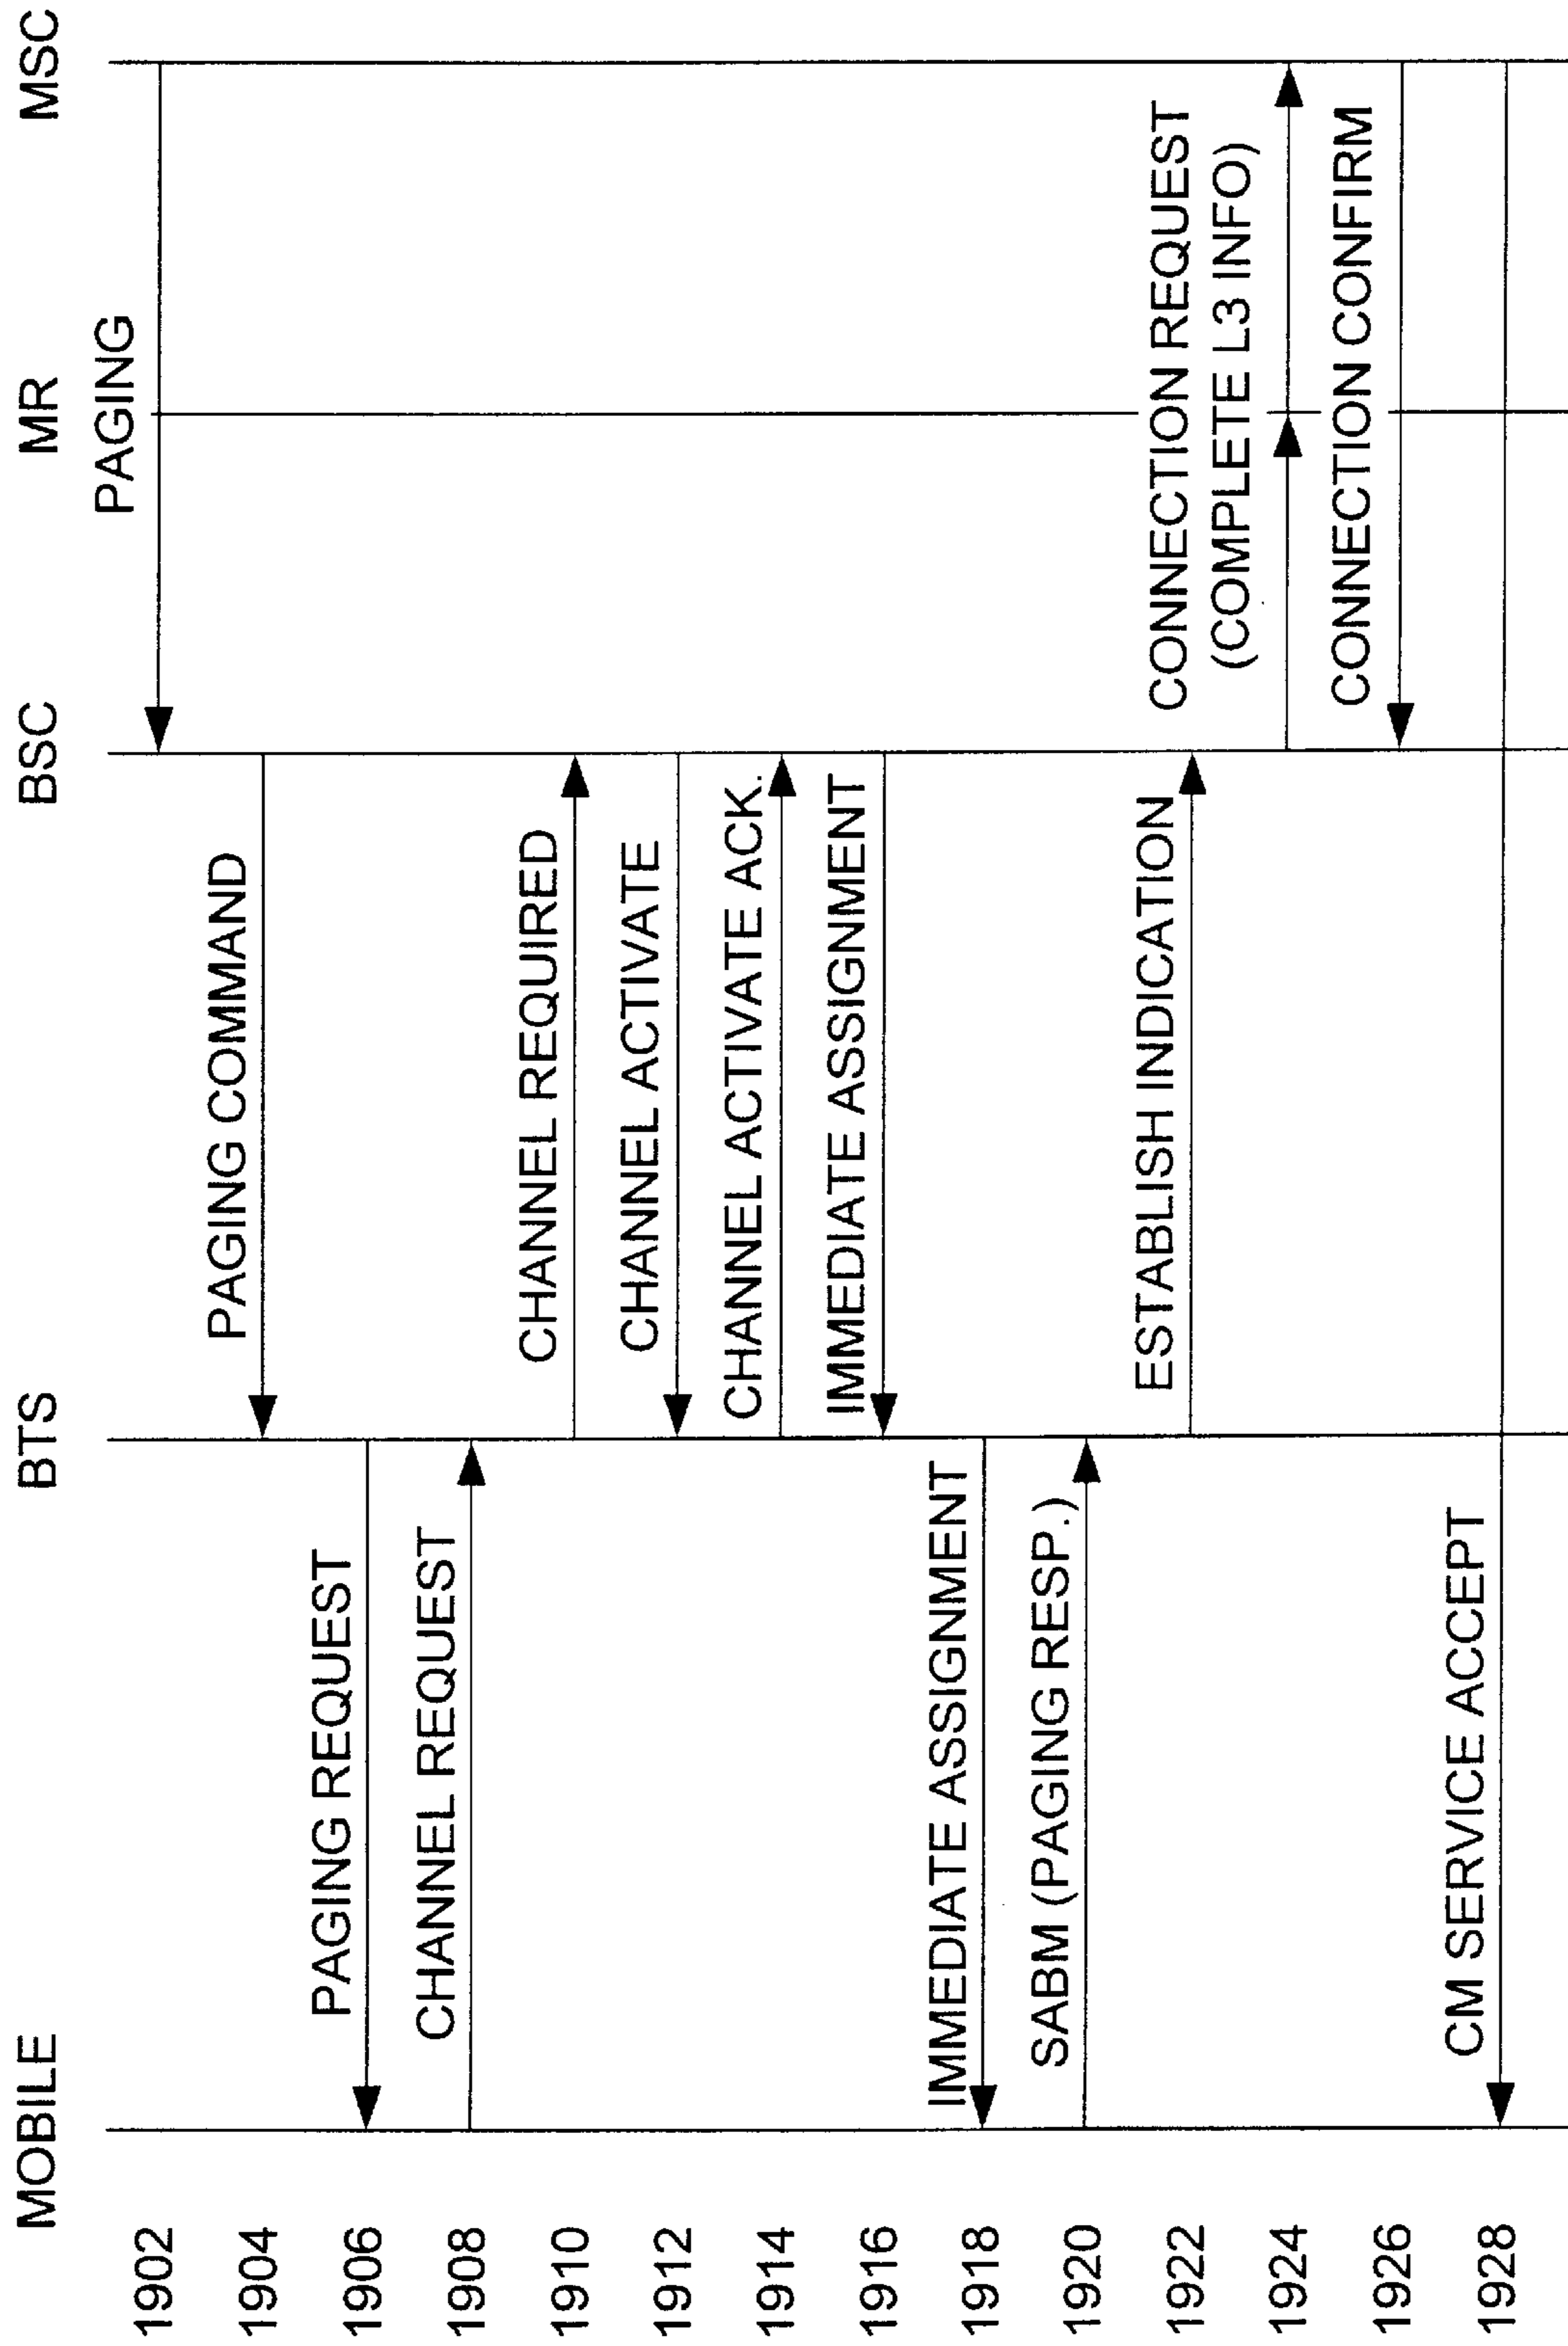 MOBILE
BTS
BSC
MR
MSC
1902
PAGING
1904
PAGING COMMAND
1906
PAGING REQUEST
1908
CHANNEL REQUEST
1910
CHANNEL REQUIRED
1912
CHANNEL ACTIVATE
1914
CHANNEL ACTIVATE ACK.
1916
IMMEDIATE ASSIGNMENT
1918
IMMEDIATE ASSIGNMENT
1920
SABM (PAGING RESP.)
1922
ESTABLISH INDICATION
1924
CONNECTION REQUEST
(COMPLETE L3 INFO)
1926
CONNECTION CONFIRM
1928
CM SERVICE ACCEPT